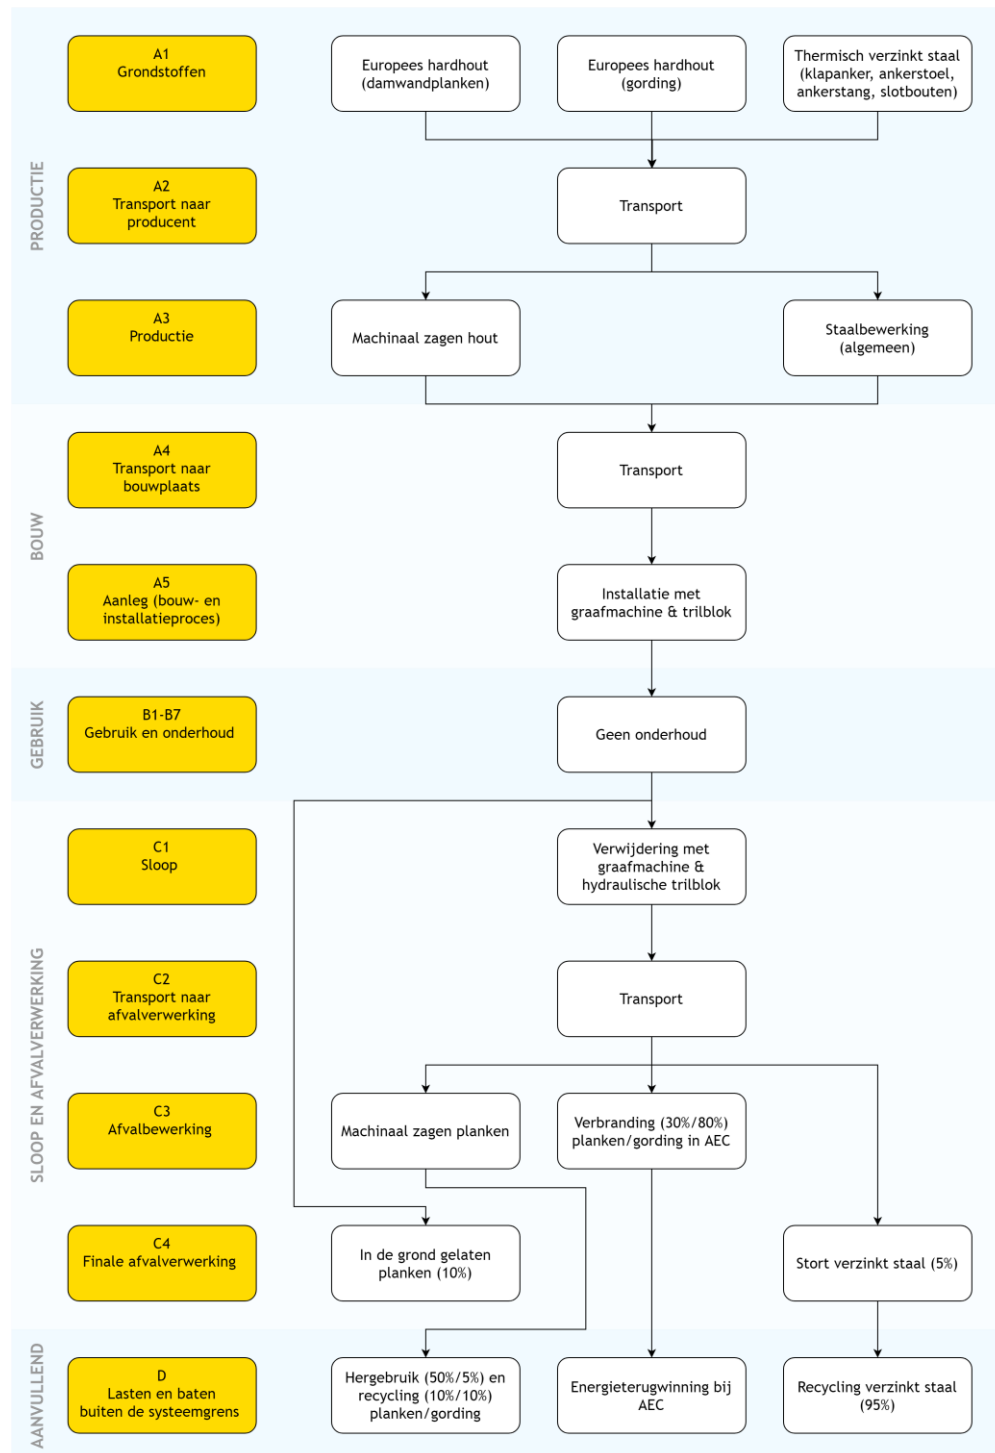 PRODUCTIE
A1
Grondstoffen
Europees hardhout
(damwandplanken)
Europees hardhout
(gording)
Thermisch verzinkt staal
(klapanker, ankerstoel,
ankerstang, slotbouten)
A2
Transport naar
producent
Transport
A3
Productie
Machinaal zagen hout
Staalbewerking
(algemeen)
BOUW
A4
Transport naar
bouwplaats
Transport
A5
Aanleg (bouw- en
installatieproces)
Installatie met
graafmachine & trilblok
GEBRUIK
B1-B7
Gebruik en onderhoud
Geen onderhoud
SLOOP EN AFVALVERWERKING
C1
Sloop
Verwijdering met
graafmachine &
hydraulische trilblok
C2
Transport naar
afvalverwerking
Transport
C3
Afvalbewerking
Machinaal zagen planken
Verbranding (30%/80%)
planken/gording in AEC
C4
Finale afvalverwerking
In de grond gelaten
planken (10%)
Stort verzinkt staal (5%)
AANVULLEND
D
Lasten en baten
buiten de systeemgrens
Hergebruik (50%/5%) en
recycling (10%/10%)
planken/gording
Energieterugwinning bij
AEC
Recycling verzinkt staal
(95%)